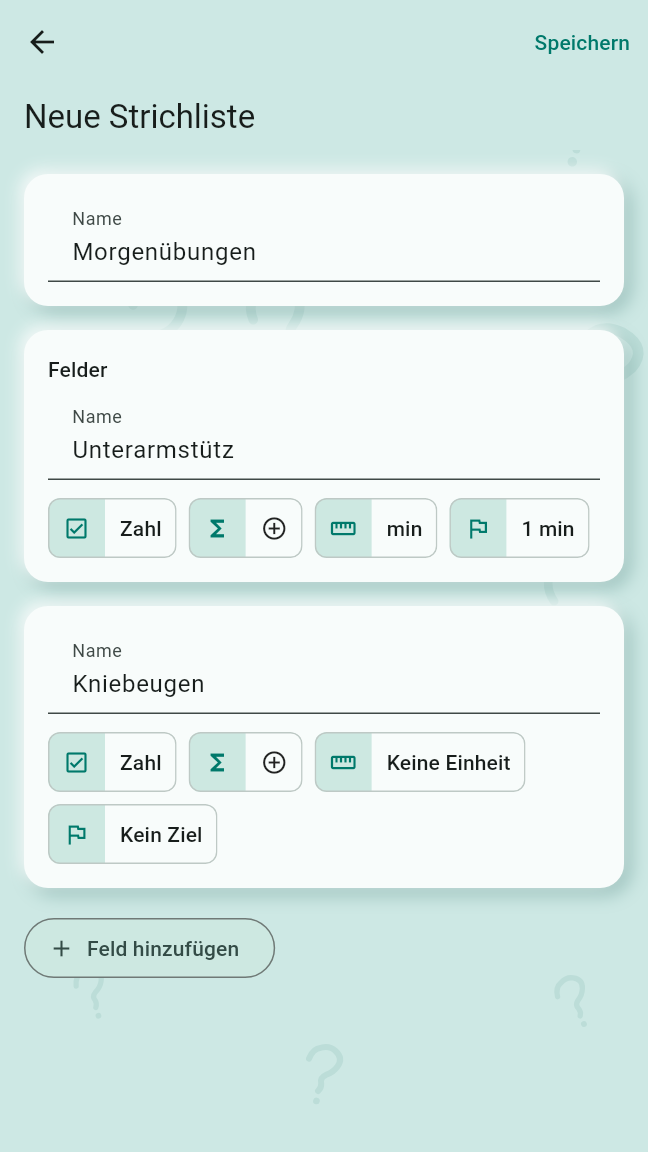 Speichern
Neue Strichliste
Name
Morgenübungen
Felder
Name
Unterarmstütz
Zahl min 1 min
Name
Kniebeugen
Zahl Keine Einheit
Kein Ziel
Feld hinzufügen